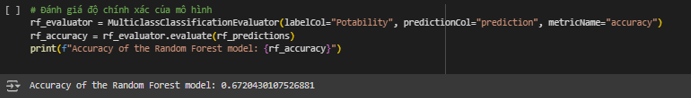 [ ] # Đánh giá độ chính xác của mô hình
rf_evaluator = MulticlassClassificationEvaluator(labelCol="Potability", predictionCol="prediction", metricName="accuracy")
rf_accuracy = rf_evaluator.evaluate(rf_predictions)
print(f"Accuracy of the Random Forest model: {rf_accuracy}")
Accuracy of the Random Forest model: 0.6720430107526881